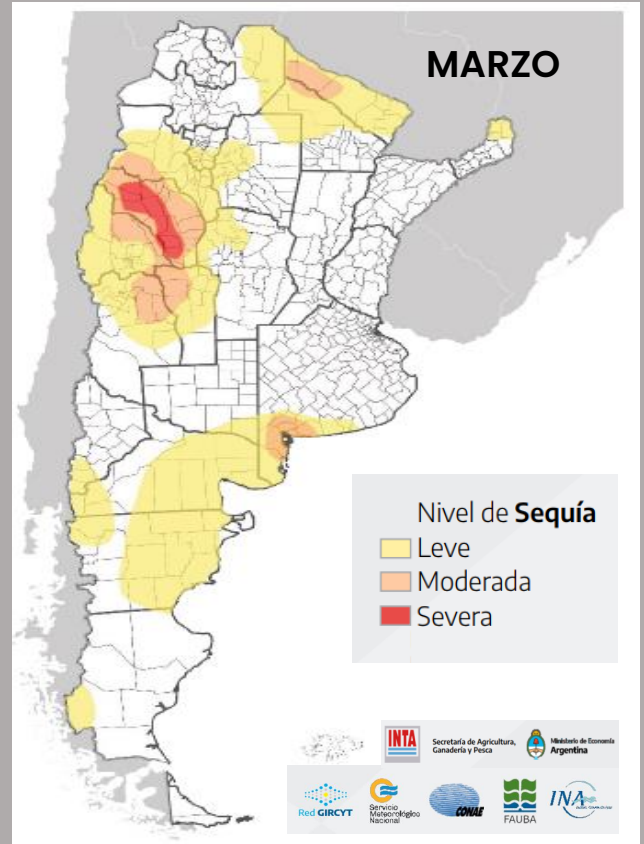 MARZO
Nivel de Sequía
Leve
Moderada
Severa
INTA
Secretaría de Agricultura,
Ganadería y Pesca
Ministerio de Economía
Argentina
Red GIRCYT
Servicio
Meteorológico
Nacional
CONAE
FAUBA
INA